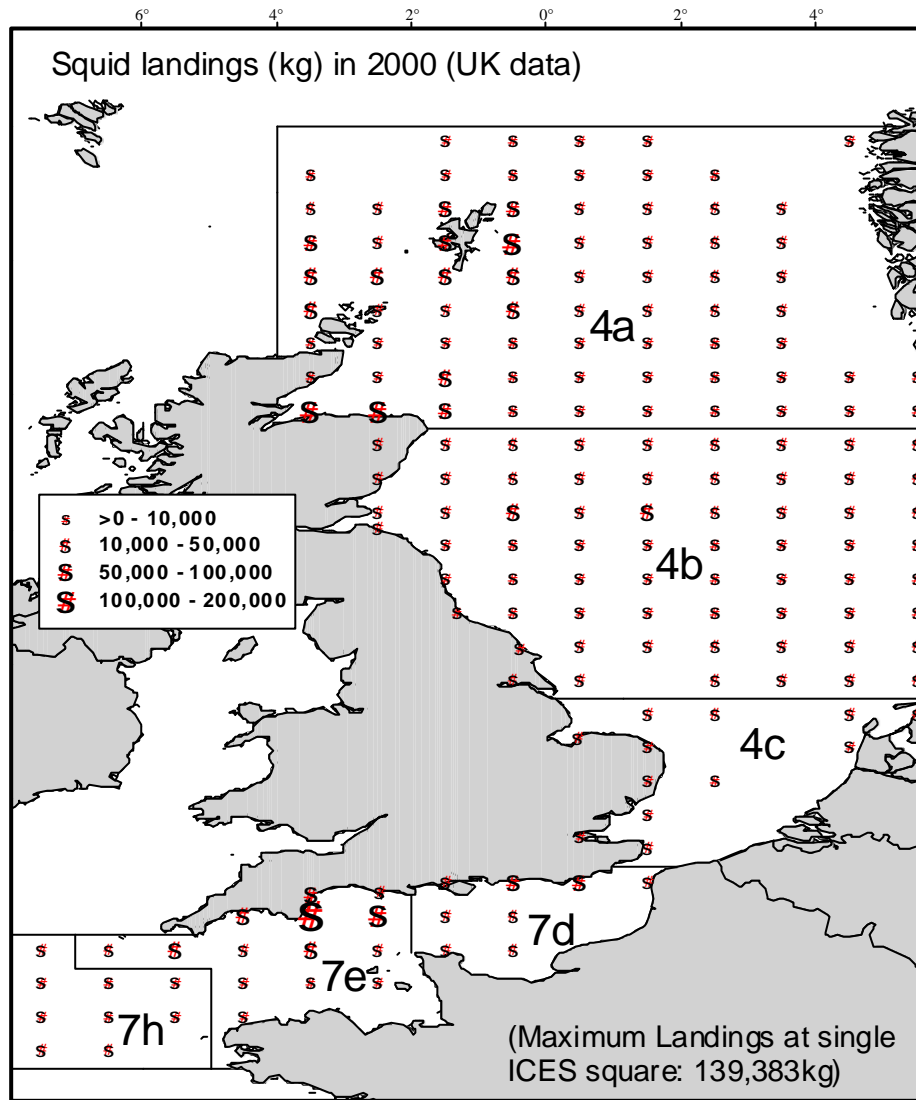 6° 4° 2° 0° 2° 4°
Squid landings (kg) in 2000 (UK data)
4a
>0 - 10,000
10,000 - 50,000
50,000 - 100,000
100,000 - 200,000
4b
4c
7d
7e
7h
(Maximum Landings at single
ICES square: 139,383kg)